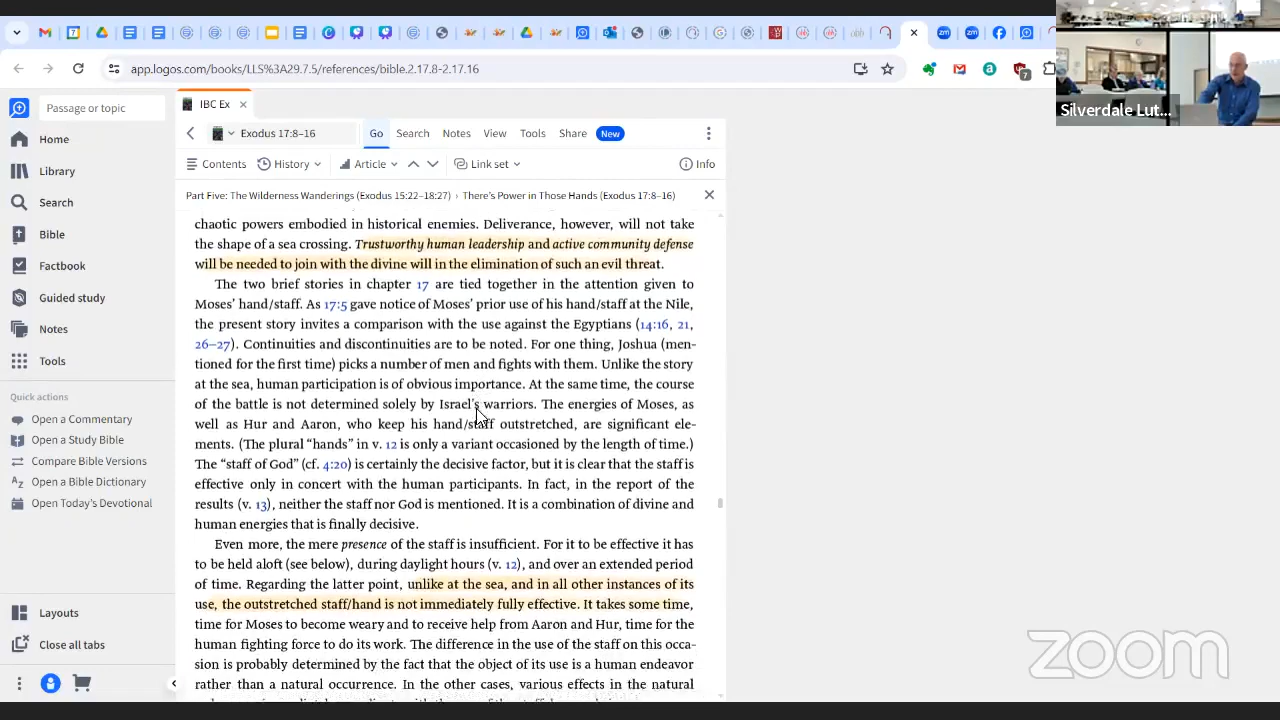 app.logos.com/books/LLS%3A29.7.5/references/bible.2.17.8-2.17.16
7
Silverdale Lut...
Passage or topic
IBC Ex
Home
Library
Search
Bible
Factbook
Guided study
Notes
Tools
Quick actions
Open a Commentary
Open a Study Bible
Compare Bible Versions
Open a Bible Dictionary
Open Today's Devotional
Layouts
Close all tabs
Exodus 17:8–16
Go Search Notes View Tools Share New
Contents History Article Link set Info
Part Five: The Wilderness Wanderings (Exodus 15:22–18:27) › There's Power in Those Hands (Exodus 17:8–16)
chaotic powers embodied in historical enemies. Deliverance, however, will not take
the shape of a sea crossing. Trustworthy human leadership and active community defense
will be needed to join with the divine will in the elimination of such an evil threat.
The two brief stories in chapter 17 are tied together in the attention given to
Moses' hand/staff. As 17:5 gave notice of Moses' prior use of his hand/staff at the Nile,
the present story invites a comparison with the use against the Egyptians (14:16, 21,
26–27). Continuities and discontinuities are to be noted. For one thing, Joshua (men-
tioned for the first time) picks a number of men and fights with them. Unlike the story
at the sea, human participation is of obvious importance. At the same time, the course
of the battle is not determined solely by Israel's warriors. The energies of Moses, as
well as Hur and Aaron, who keep his hand/staff outstretched, are significant ele-
ments. (The plural “hands” in v. 12 is only a variant occasioned by the length of time.)
The “staff of God” (cf. 4:20) is certainly the decisive factor, but it is clear that the staff is
effective only in concert with the human participants. In fact, in the report of the
results (v. 13), neither the staff nor God is mentioned. It is a combination of divine and
human energies that is finally decisive.
Even more, the mere presence of the staff is insufficient. For it to be effective it has
to be held aloft (see below), during daylight hours (v. 12), and over an extended period
of time. Regarding the latter point, unlike at the sea, and in all other instances of its
use, the outstretched staff/hand is not immediately fully effective. It takes some time,
time for Moses to become weary and to receive help from Aaron and Hur, time for the
human fighting force to do its work. The difference in the use of the staff on this occa-
sion is probably determined by the fact that the object of its use is a human endeavor
rather than a natural occurrence. In the other cases, various effects in the natural
zoom